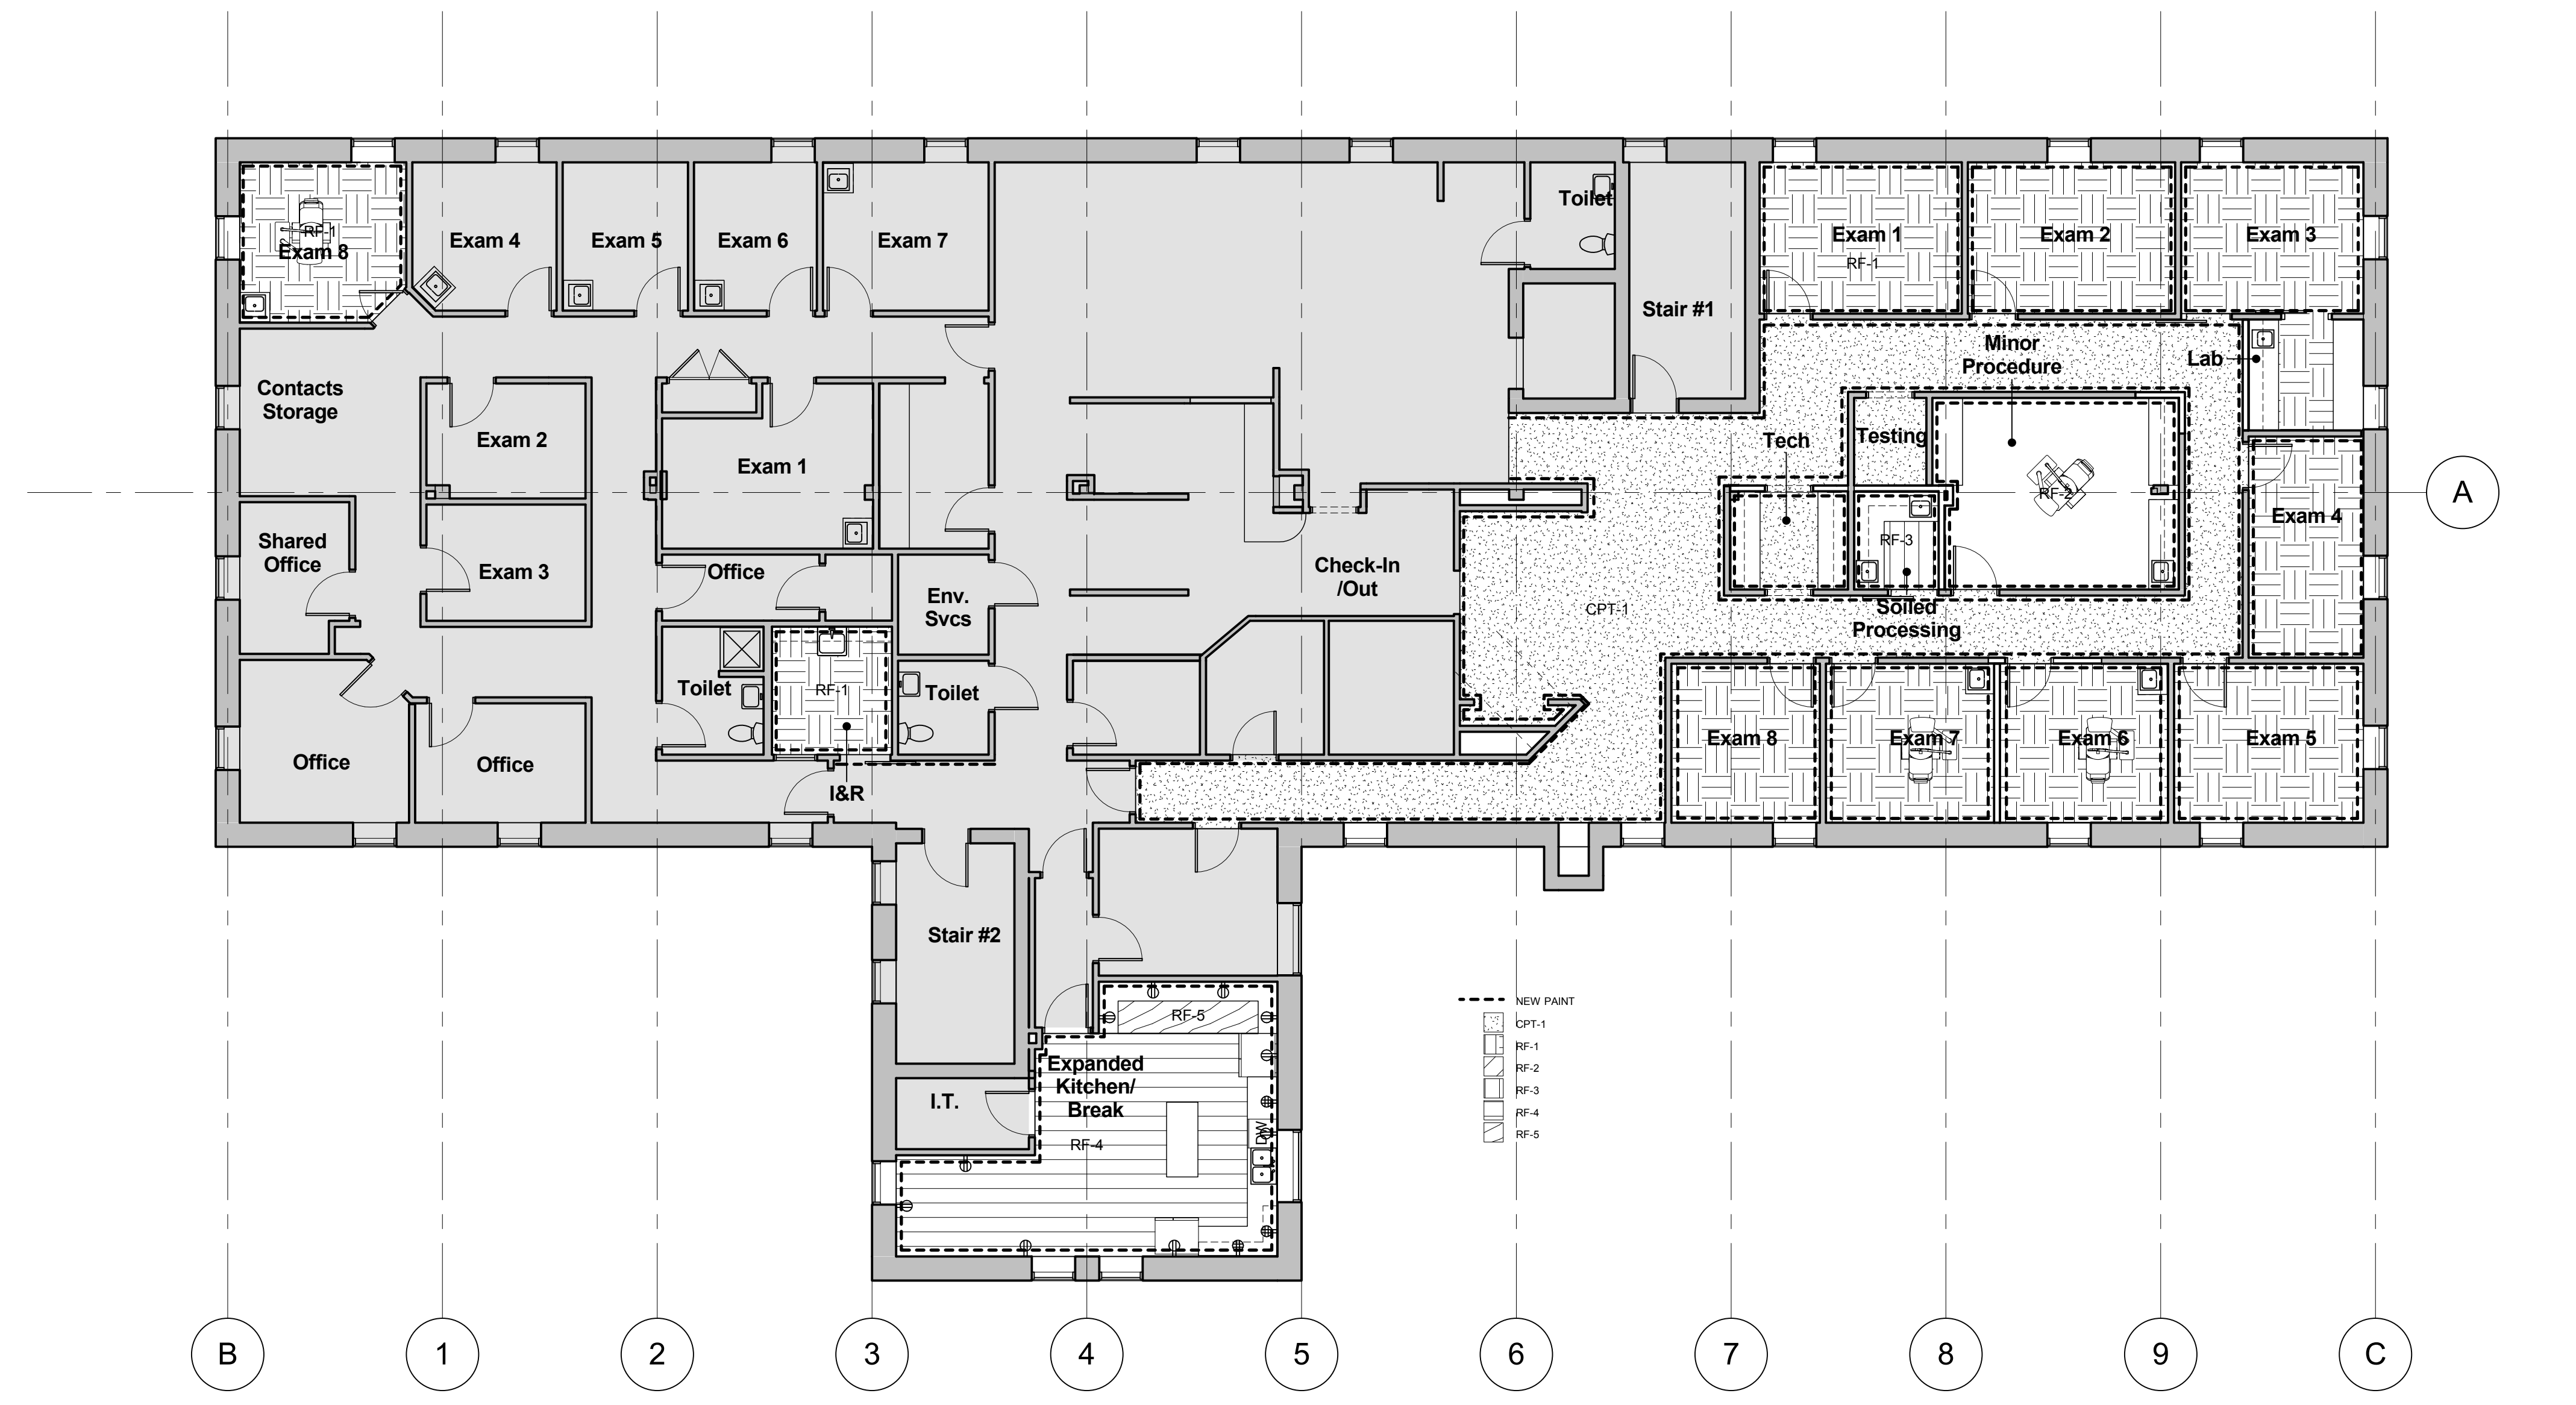 Toilet
Exam 8
RF-1
Exam 4
Exam 5
Exam 6
Exam 7
Exam 1
RF-1
Exam 2
Exam 3
Stair #1
Minor
Procedure
Lab
Contacts
Storage
Exam 2
Exam 1
Tech
Testing
RF-2
A
Exam 4
Shared
Office
Exam 3
Office
Env.
Svcs
Check-In
/Out
RF-3
CPT-1
Soiled
Processing
Toilet
RF-1
Toilet
Office
Office
I&R
Exam 8
Exam 7
Exam 6
Exam 5
Stair #2
RF-5
Expanded
Kitchen/
Break
I.T.
RF-4
DW
NEW PAINT
CPT-1
RF-1
RF-2
RF-3
RF-4
RF-5
B
1
2
3
4
5
6
7
8
9
C